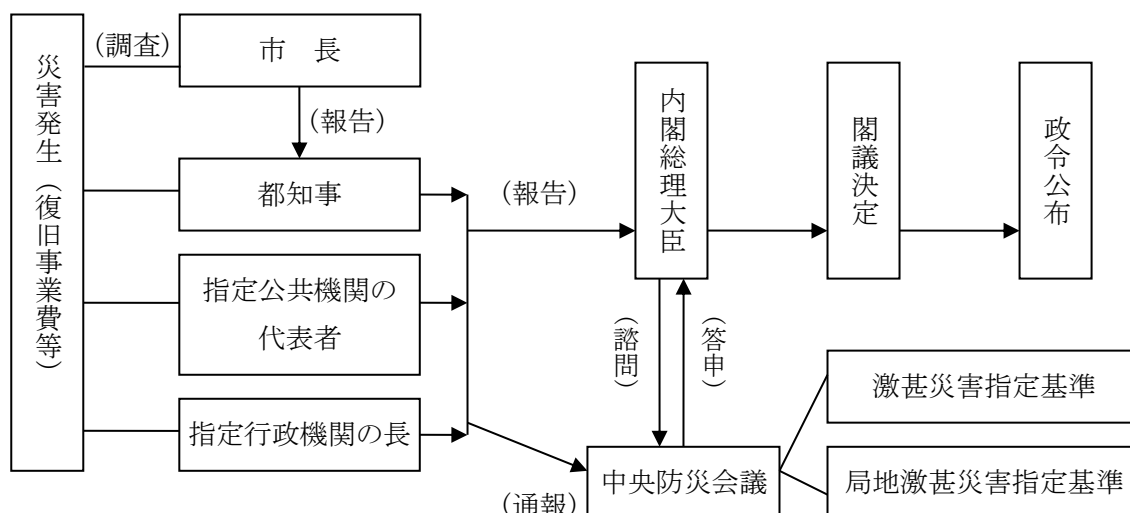 災害発生（復旧事業費等）
（調査）
市　長
（報告）
都知事
指定公共機関の
代表者
指定行政機関の長
（報告）
（通報）
内閣総理大臣
閣議決定
政令公布
（諮問）
（答申）
中央防災会議
激甚災害指定基準
局地激甚災害指定基準